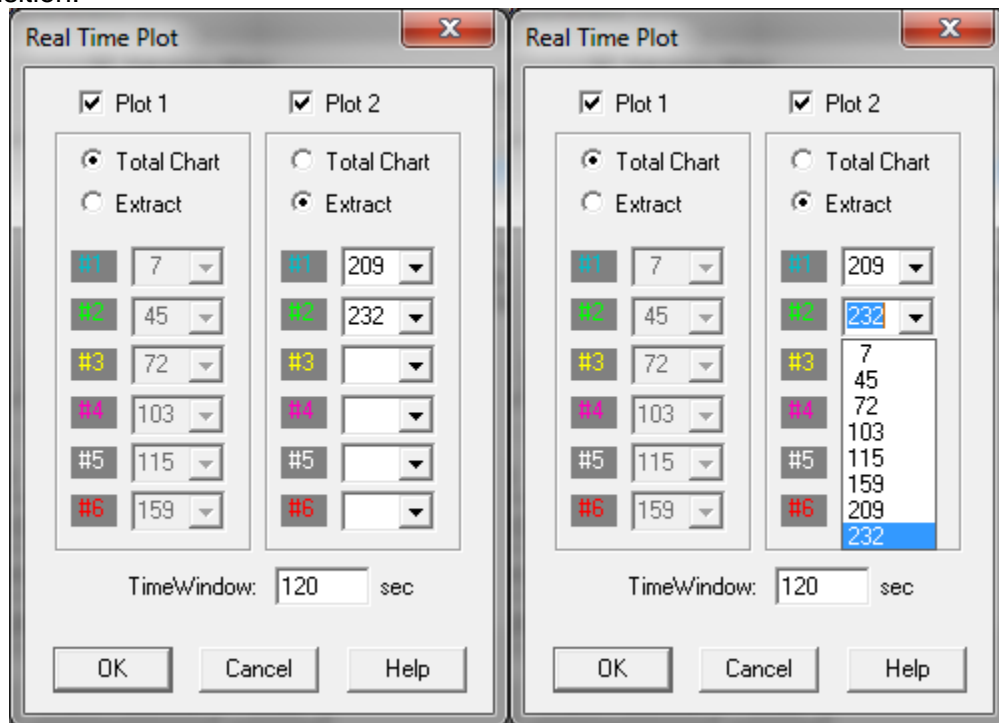 Real Time Plot
Plot 1 Plot 2
Total Chart Total Chart
Extract Extract
#1 7 #1 209
#2 45 #2 232
#3 72 #3
#4 103 #4
#5 115 #5
#6 159 #6
TimeWindow: 120 sec
OK Cancel Help
Real Time Plot
Plot 1 Plot 2
Total Chart Total Chart
Extract Extract
#1 7 #1 209
#2 45 #2 232
#3 72 #3 7
45
#4 103 #4 72
103
#5 115 #5 115
159
#6 159 #6 209
232
TimeWindow: 120 sec
OK Cancel Help